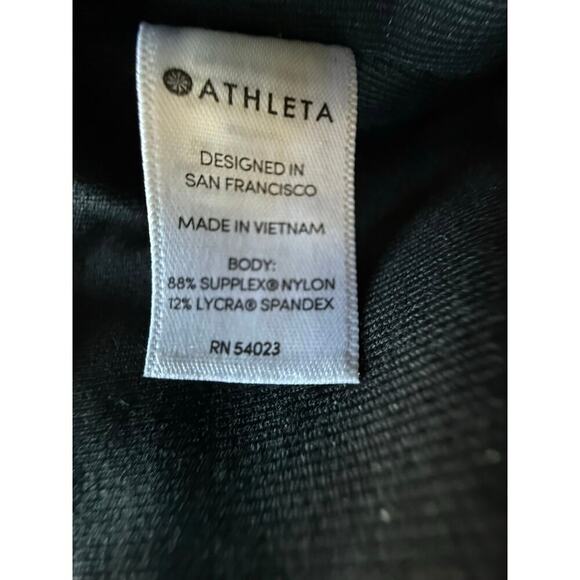 ATHLETA
DESIGNED IN
SAN FRANCISCO
MADE IN VIETNAM
BODY:
88% SUPPLEX® NYLON
12% LYCRA® SPANDEX
RN 54023